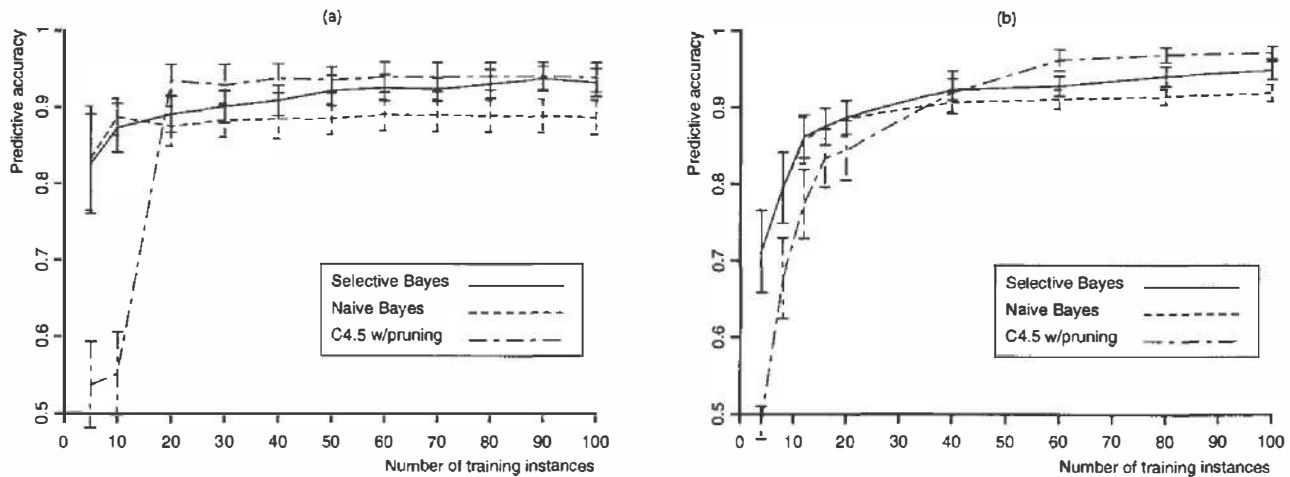 (a)
Predictive accuracy
1
0.9
0.8
0.7
0.6
0.5
Selective Bayes
Naive Bayes
C4.5 w/pruning
0 10 20 30 40 50 60 70 80 90 100
Number of training instances
(b)
Predictive accuracy
1
0.9
0.8
0.7
0.6
0.5
Selective Bayes
Naive Bayes
C4.5 w/pruning
0 10 20 30 40 50 60 70 80 90 100
Number of training instances